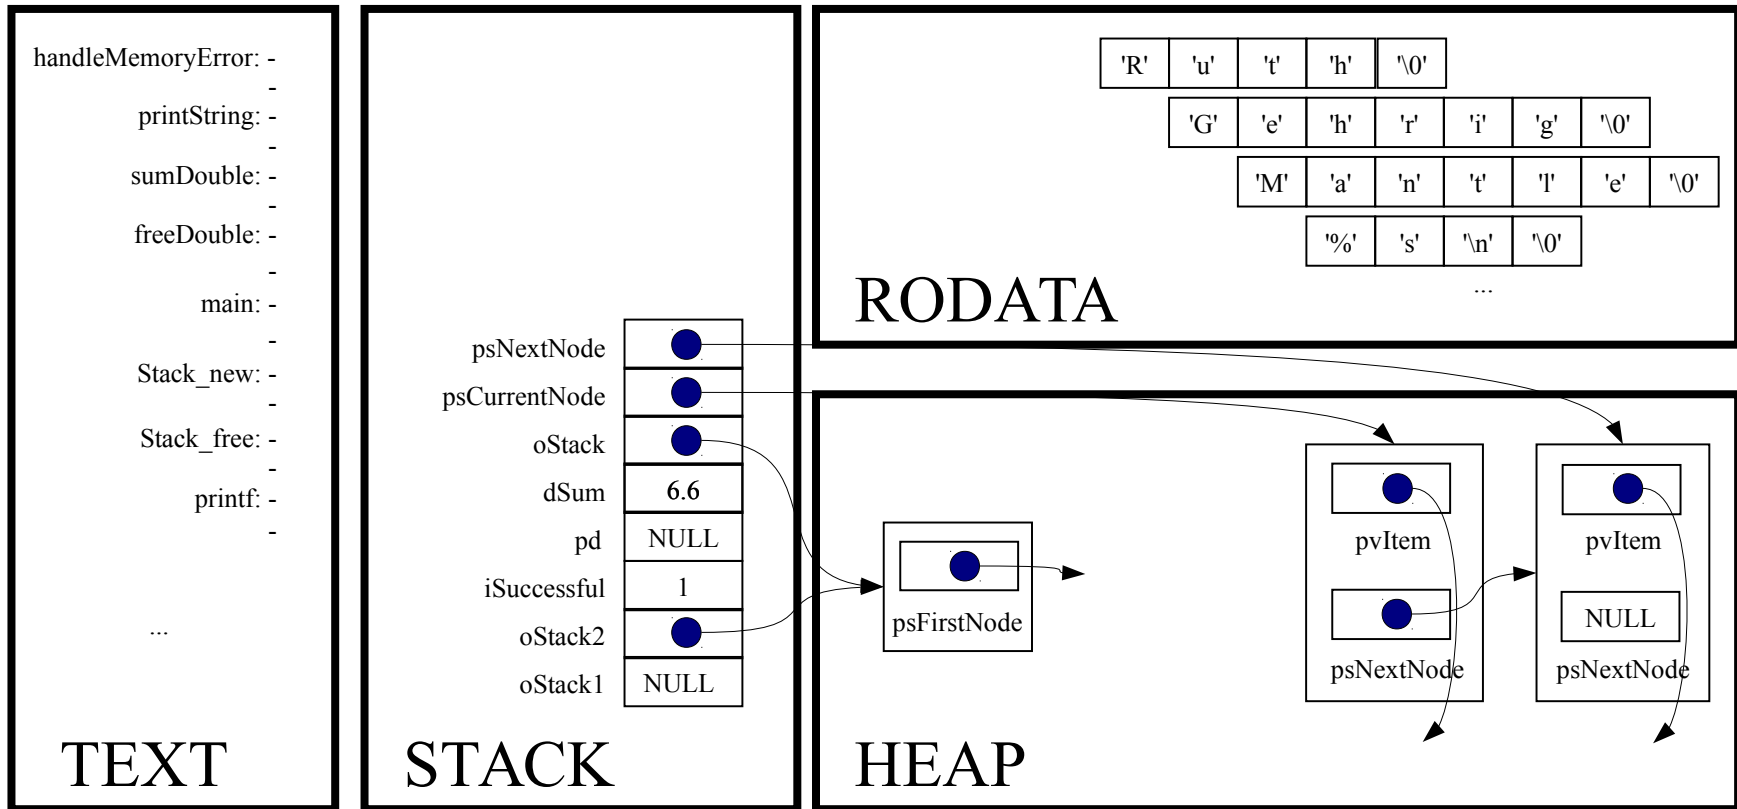 handleMemoryError: -
-
printString: -
-
sumDouble: -
-
freeDouble: -
-
main: -
-
Stack_new: -
-
Stack_free: -
-
printf: -
-
...
TEXT
psNextNode
psCurrentNode
oStack
dSum 6.6
pd NULL
iSuccessful 1
oStack2
oStack1 NULL
STACK
'R' 'u' 't' 'h' '\0'
'G' 'e' 'h' 'r' 'i' 'g' '\0'
'M' 'a' 'n' 't' 'l' 'e' '\0'
'%' 's' '\n' '\0'
...
RODATA
psFirstNode
pvItem
psNextNode
pvItem
NULL
psNextNode
HEAP